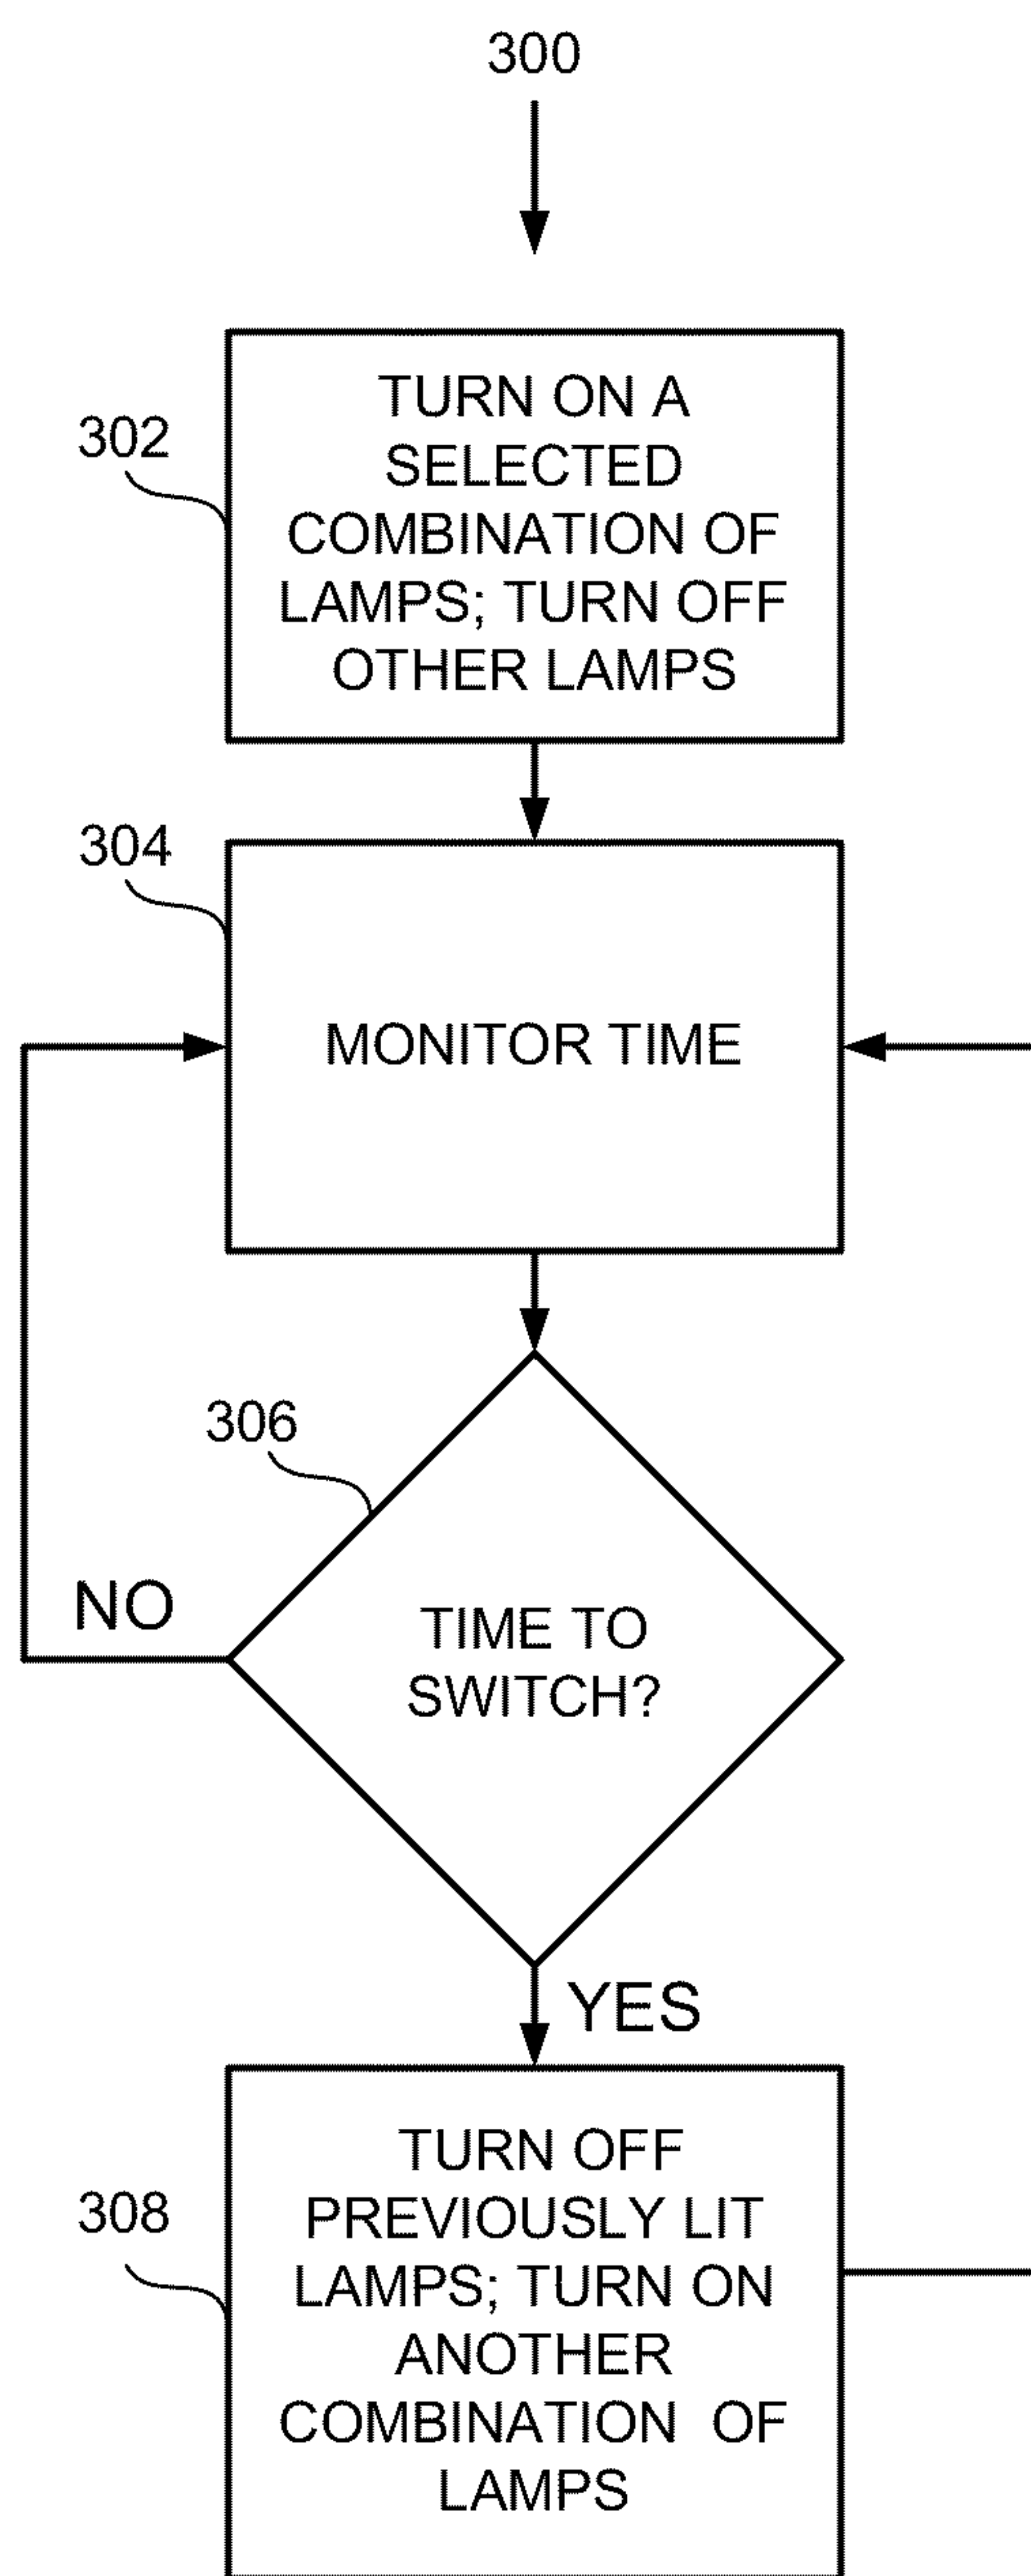 300
302
TURN ON A
SELECTED
COMBINATION OF
LAMPS; TURN OFF
OTHER LAMPS
304
MONITOR TIME
306
NO
TIME TO
SWITCH?
YES
308
TURN OFF
PREVIOUSLY LIT
LAMPS; TURN ON
ANOTHER
COMBINATION OF
LAMPS